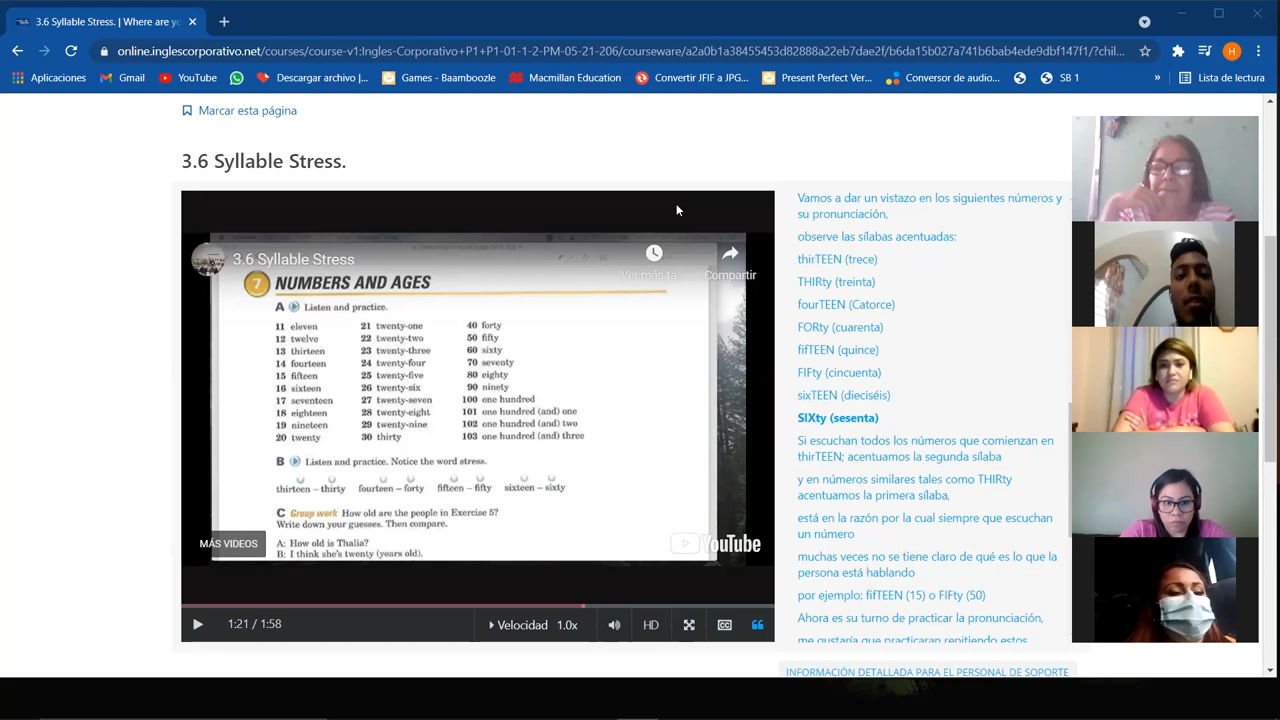 3.6 Syllable Stress. | Where are yo
online.inglescorporativo.net/courses/course-v1:Ingles-Corporativo+P1+P1-01-1-2-PM-05-21-206/courseware/a2a0b1a38455453d82888a22eb7dae2f/b6da15b027a741b6bab4ede9dbf147f1/?chil...
H
Aplicaciones
Gmail
YouTube
Descargar archivo |...
Games - Baamboozle
Macmillan Education
Convertir JFIF a JPG...
Present Perfect Ver...
Conversor de audio...
SB 1
»
Lista de lectura
Marcar esta página
3.6 Syllable Stress.
3.6 Syllable Stress
Ver más ta
Compartir
7 NUMBERS AND AGES
A Listen and practice.
11 eleven 21 twenty-one 40 forty
12 twelve 22 twenty-two 50 fifty
13 thirteen 23 twenty-three 60 sixty
14 fourteen 24 twenty-four 70 seventy
15 fifteen 25 twenty-five 80 eighty
16 sixteen 26 twenty-six 90 ninety
17 seventeen 27 twenty-seven 100 one hundred
18 eighteen 28 twenty-eight 101 one hundred (and) one
19 nineteen 29 twenty-nine 102 one hundred (and) two
20 twenty 30 thirty 103 one hundred (and) three
B Listen and practice. Notice the word stress.
thirteen – thirty fourteen – forty fifteen – fifty sixteen – sixty
C Group work How old are the people in Exercise 5?
Write down your guesses. Then compare.
A: How old is Thalia?
B: I think she's twenty (years old).
MÁS VIDEOS
YouTube
1:21 / 1:58
Velocidad 1.0x
HD
Vamos a dar un vistazo en los siguientes números y
su pronunciación,
observe las sílabas acentuadas:
thirTEEN (trece)
THIRty (treinta)
fourTEEN (Catorce)
FORty (cuarenta)
fifTEEN (quince)
FIFty (cincuenta)
sixTEEN (dieciséis)
SIXty (sesenta)
Si escuchan todos los números que comienzan en
thirTEEN; acentuamos la segunda sílaba
y en números similares tales como THIRty
acentuamos la primera sílaba,
está en la razón por la cual siempre que escuchan
un número
muchas veces no se tiene claro de qué es lo que la
persona está hablando
por ejemplo: fifTEEN (15) o FIFty (50)
Ahora es su turno de practicar la pronunciación,
me gustaría que practicaran repitiendo estos
INFORMACIÓN DETALLADA PARA EL PERSONAL DE SOPORTE